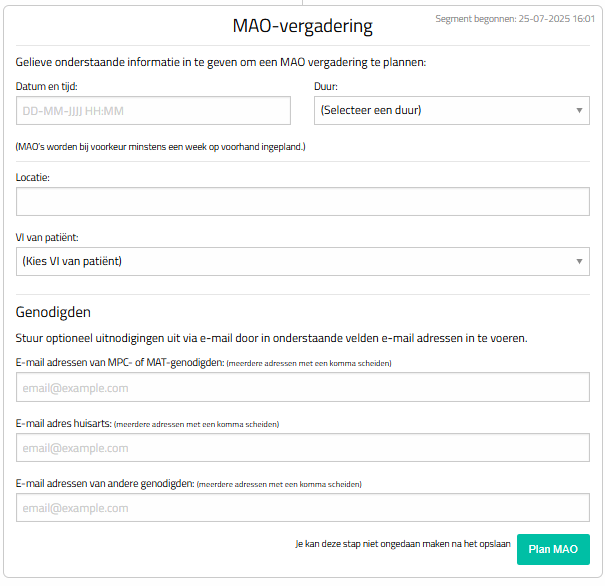 Segment begonnen: 25-07-2025 16:01
MAO-vergadering
Gelieve onderstaande informatie in te geven om een MAO vergadering te plannen:
Datum en tijd:
DD-MM-JJJJ HH:MM
Duur:
(Selecteer een duur)
(MAO's worden bij voorkeur minstens een week op voorhand ingepland.)
Locatie:
VI van patiënt:
(Kies VI van patiënt)
Genodigden
Stuur optioneel uitnodigingen uit via e-mail door in onderstaande velden e-mail adressen in te voeren.
E-mail adressen van MPC- of MAT-genodigden: (meerdere adressen met een komma scheiden)
email@example.com
E-mail adres huisarts: (meerdere adressen met een komma scheiden)
email@example.com
E-mail adressen van andere genodigden: (meerdere adressen met een komma scheiden)
email@example.com
Je kan deze stap niet ongedaan maken na het opslaan
Plan MAO